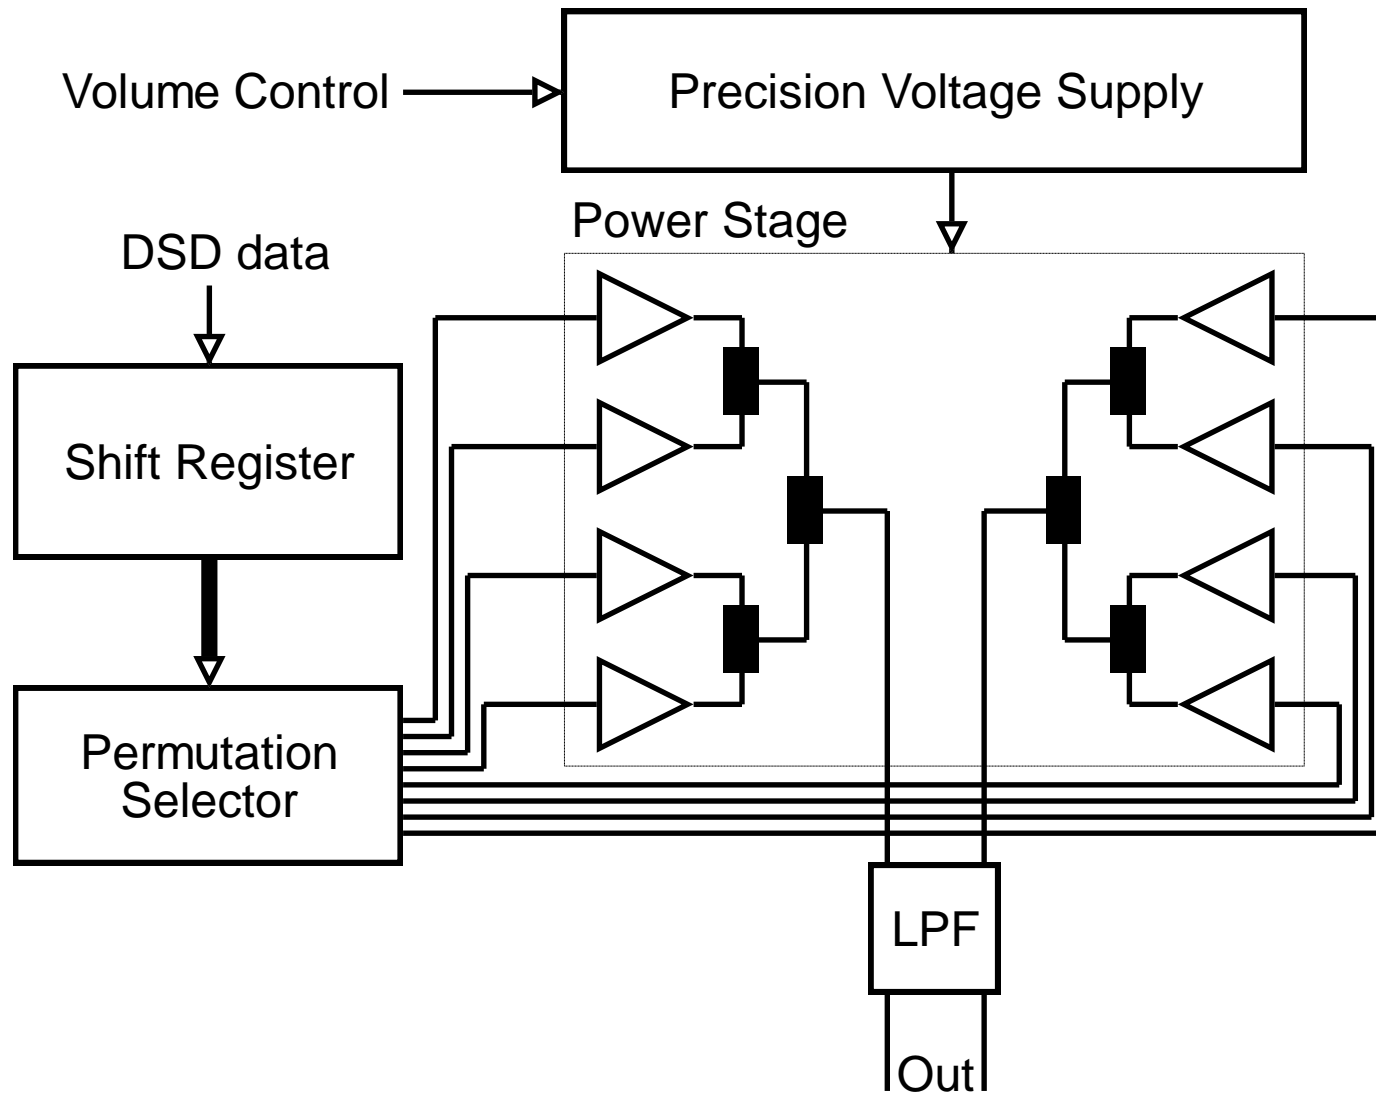 Volume Control
Precision Voltage Supply
Power Stage
DSD data
Shift Register
Permutation
Selector
LPF
Out